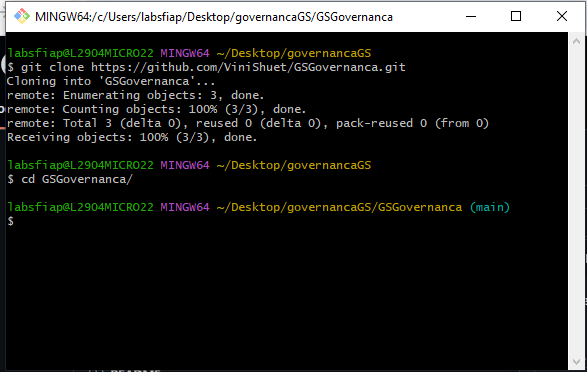 MINGW64:/c/Users/labsfiap/Desktop/governancaGS/GSGovernanca
labsfiap@L2904MICRO22 MINGW64 ~/Desktop/governancaGS
$ git clone https://github.com/ViniShuet/GSGovernanca.git
Cloning into 'GSGovernanca'...
remote: Enumerating objects: 3, done.
remote: Counting objects: 100% (3/3), done.
remote: Total 3 (delta 0), reused 0 (delta 0), pack-reused 0 (from 0)
Receiving objects: 100% (3/3), done.
labsfiap@L2904MICRO22 MINGW64 ~/Desktop/governancaGS
$ cd GSGovernanca/
labsfiap@L2904MICRO22 MINGW64 ~/Desktop/governancaGS/GSGovernanca (main)
$